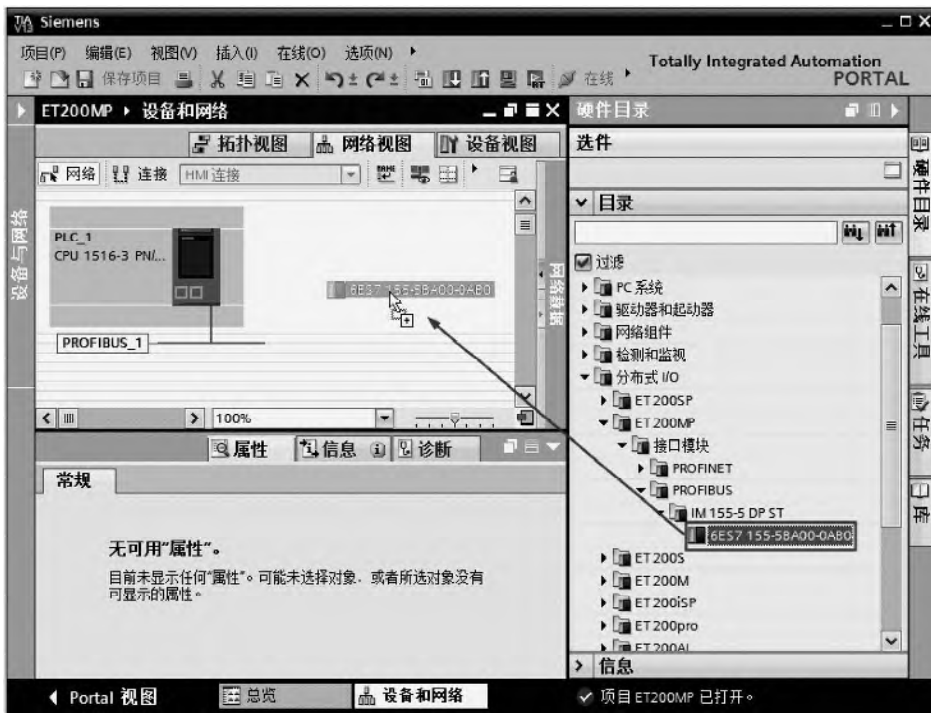 TIA V13 Siemens
项目(P) 编辑(E) 视图(V) 插入(I) 在线(O) 选项(N)
Totally Integrated Automation
PORTAL
保存项目 在线
ET200MP 设备和网络
硬件目录
选件
拓扑视图 网络视图 设备视图
网络 连接 HMI 连接
目录
过滤
PLC_1
CPU 1516-3 PN/...
6ES7 155-5BA00-0AB0
PROFIBUS_1
100%
设备与网络
网络数据
PC 系统
驱动器和起动器
网络组件
检测和监视
分布式 I/O
ET 200SP
ET 200MP
接口模块
PROFINET
PROFIBUS
IM 155-5 DP ST
6ES7 155-5BA00-0AB0
ET 200S
ET 200M
ET 200iSP
ET 200pro
ET 200AL
信息
硬件目录
在线工具
任务
库
属性 信息 诊断
常规
无可用“属性”。
目前未显示任何“属性”。可能未选择对象．或者所选对象没有
可显示的属性。
Portal 视图 总览 设备和网络
项目 ET200MP 已打开。